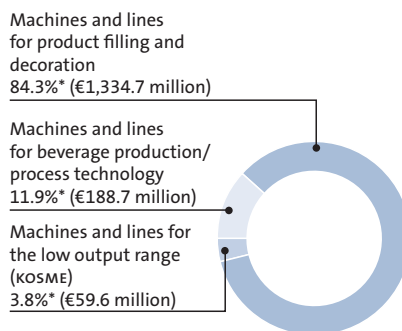 Machines and lines
for product filling and
decoration
84.3%* (€1,334.7 million)
Machines and lines
for beverage production/
process technology
11.9%* (€188.7 million)
Machines and lines for
the low output range
(KOSME)
3.8%* (€59.6 million)